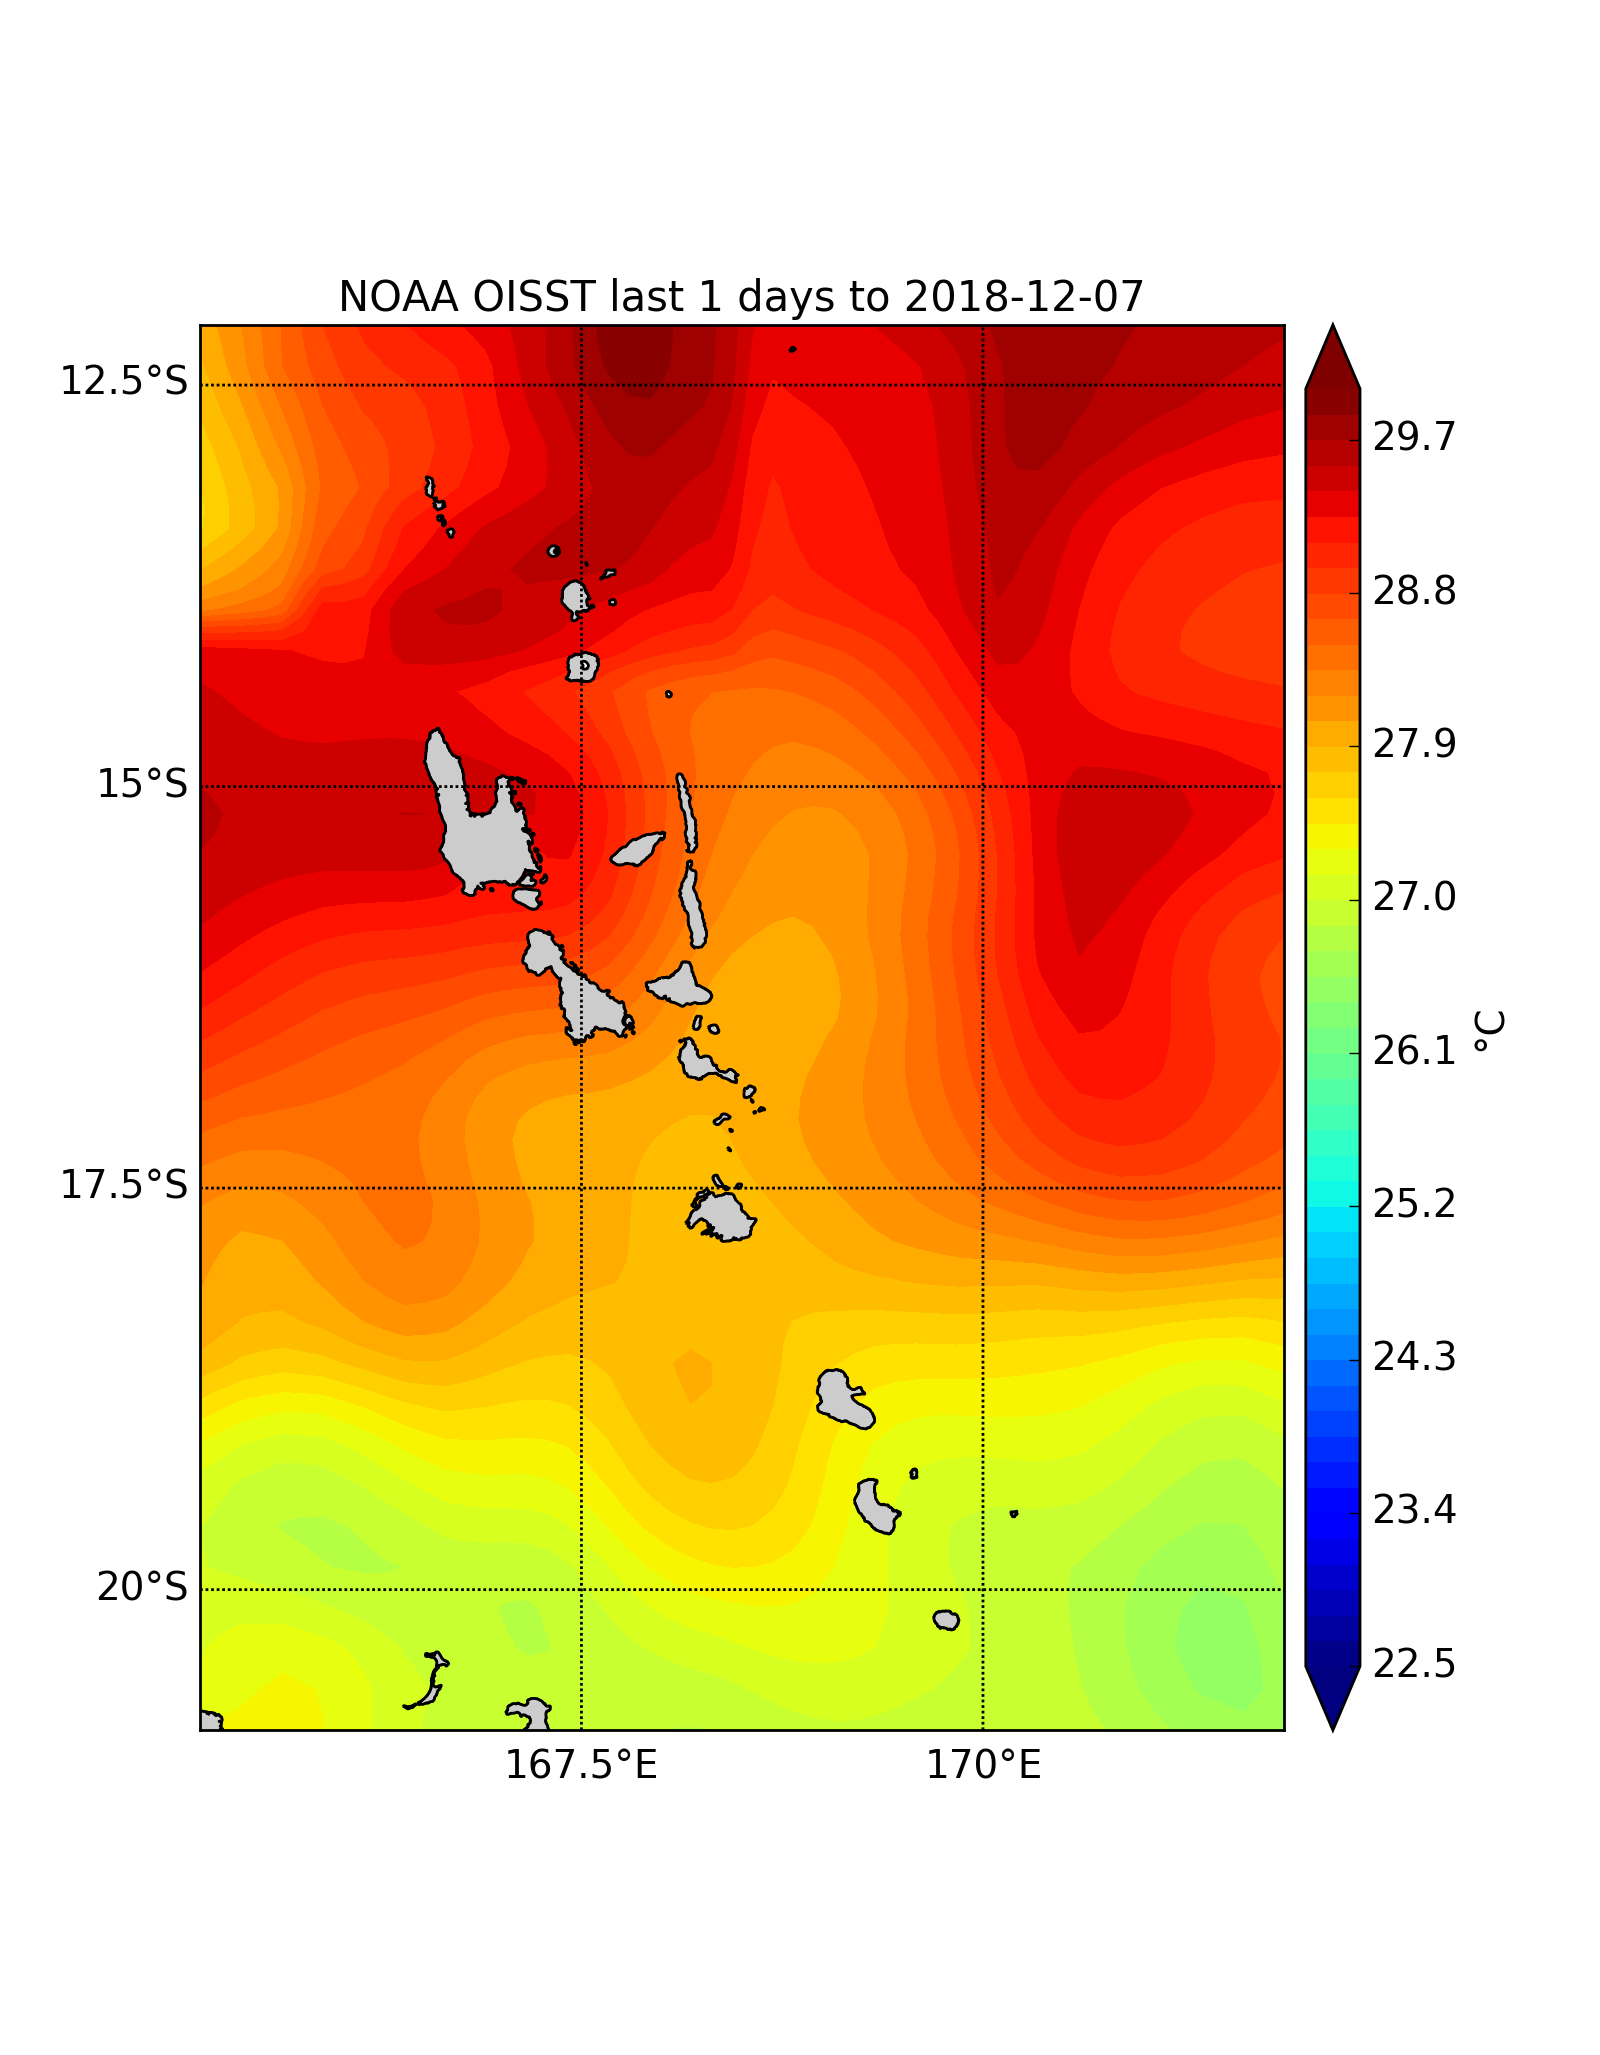 NOAA OISST last 1 days to 2018-12-07
12.5°S
15°S
17.5°S
20°S
167.5°E
170°E
29.7
28.8
27.9
27.0
26.1
25.2
24.3
23.4
22.5
°C